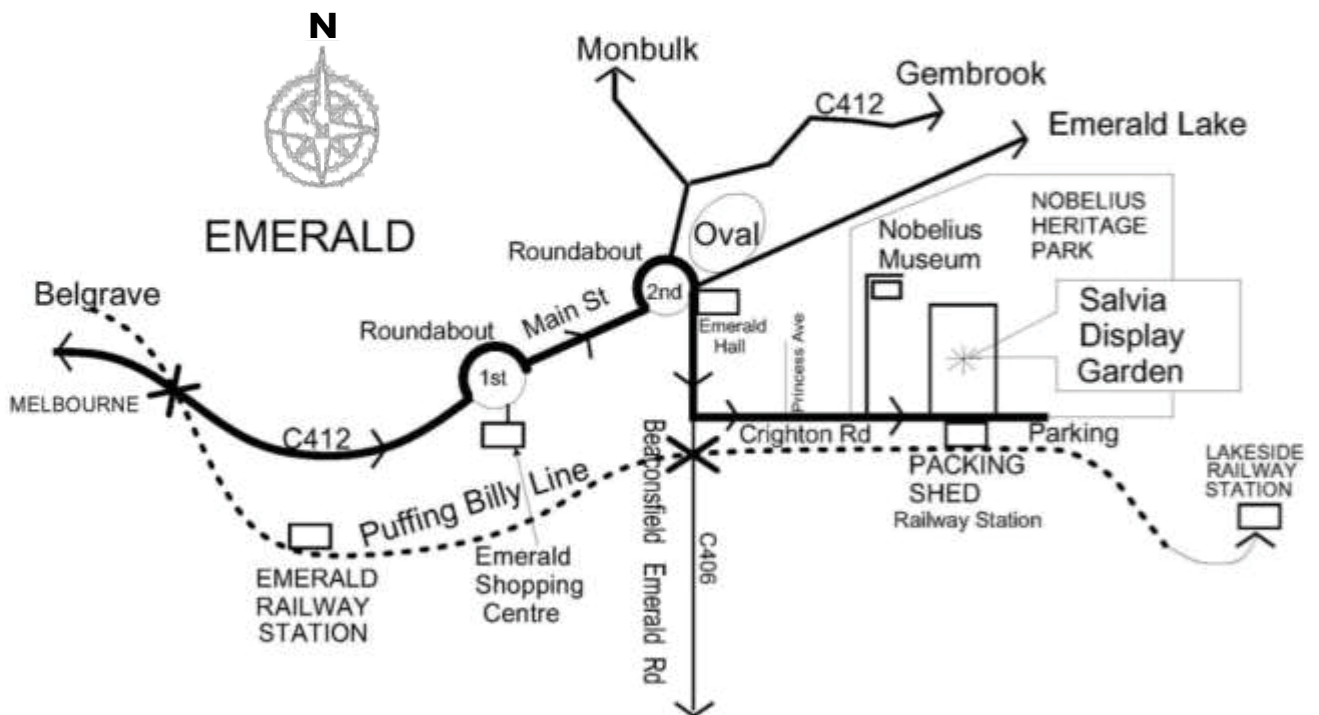 N
Monbulk
Gembrook
C412
Emerald Lake
EMERALD
Oval
NOBELIUS
HERITAGE
PARK
Nobelius
Museum
Roundabout
2nd
Belgrave
Main St
Roundabout
Emerald
Hall
Princess Ave
Salvia
Display
Garden
1st
MELBOURNE
C412
Crighton Rd
Parking
Beaconsfield Emerald Rd
Puffing Billy Line
PACKING
SHED
Railway Station
LAKESIDE
RAILWAY
STATION
C406
Emerald
Shopping
Centre
EMERALD
RAILWAY
STATION